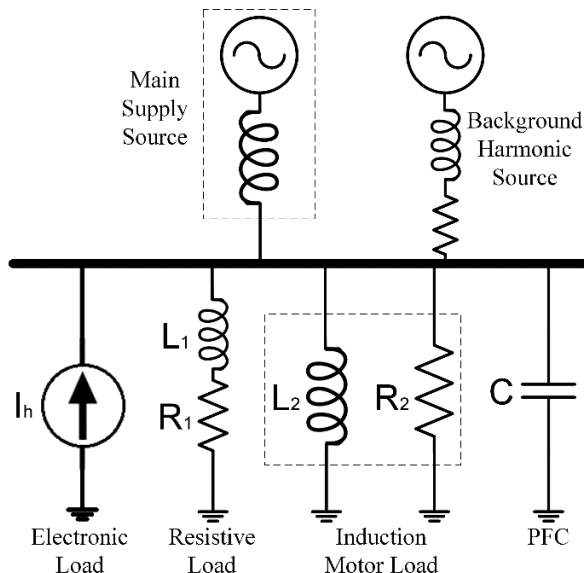 Main
Supply
Source
Background
Harmonic
Source
L1
R1
L2
R2
C
Ih
Electronic
Load
Resistive
Load
Induction
Motor Load
PFC